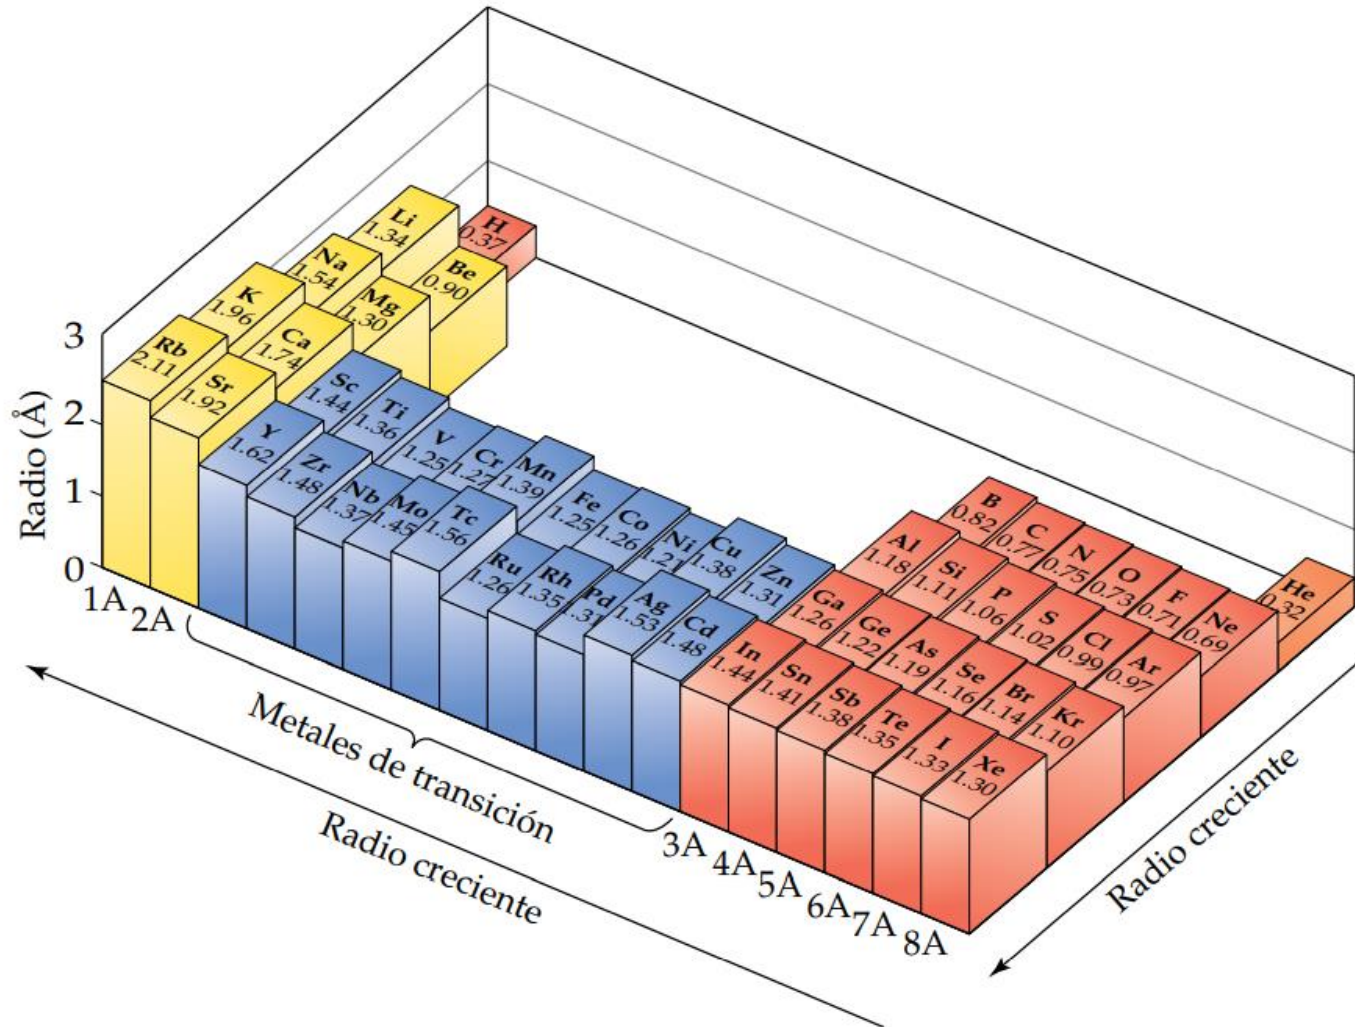 Radio (Å)
3
2
1
0
H
0.37
He
0.32
Li
1.34
Be
0.90
B
0.82
C
0.77
N
0.75
O
0.73
F
0.71
Ne
0.69
Na
1.54
Mg
1.30
Al
1.18
Si
1.11
P
1.06
S
1.02
Cl
0.99
Ar
0.97
K
1.96
Ca
1.74
Sc
1.44
Ti
1.36
V
1.25
Cr
1.27
Mn
1.39
Fe
1.25
Co
1.26
Ni
1.21
Cu
1.38
Zn
1.31
Ga
1.26
Ge
1.22
As
1.19
Se
1.16
Br
1.14
Kr
1.10
Rb
2.11
Sr
1.92
Y
1.62
Zr
1.48
Nb
1.37
Mo
1.45
Tc
1.56
Ru
1.26
Rh
1.35
Pd
1.31
Ag
1.53
Cd
1.48
In
1.44
Sn
1.41
Sb
1.38
Te
1.35
I
1.33
Xe
1.30
1A
2A
Metales de transición
3A
4A
5A
6A
7A
8A
Radio creciente
Radio creciente